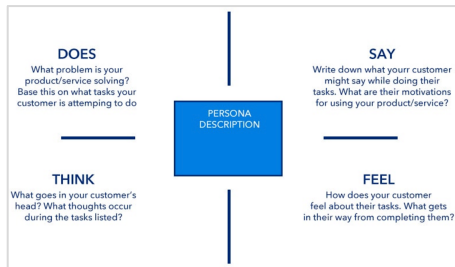 DOES
What problem is your
product/service solving?
Base this on what tasks your
customer is attemping to do
SAY
Write down what yourr customer
might say while doing their
tasks. What are their motivations
for using your product/service?
PERSONA
DESCRIPTION
THINK
What goes in your customer's
head? What thoughts occur
during the tasks listed?
FEEL
How does your customer
feel about their tasks. What gets
in their way from completing them?